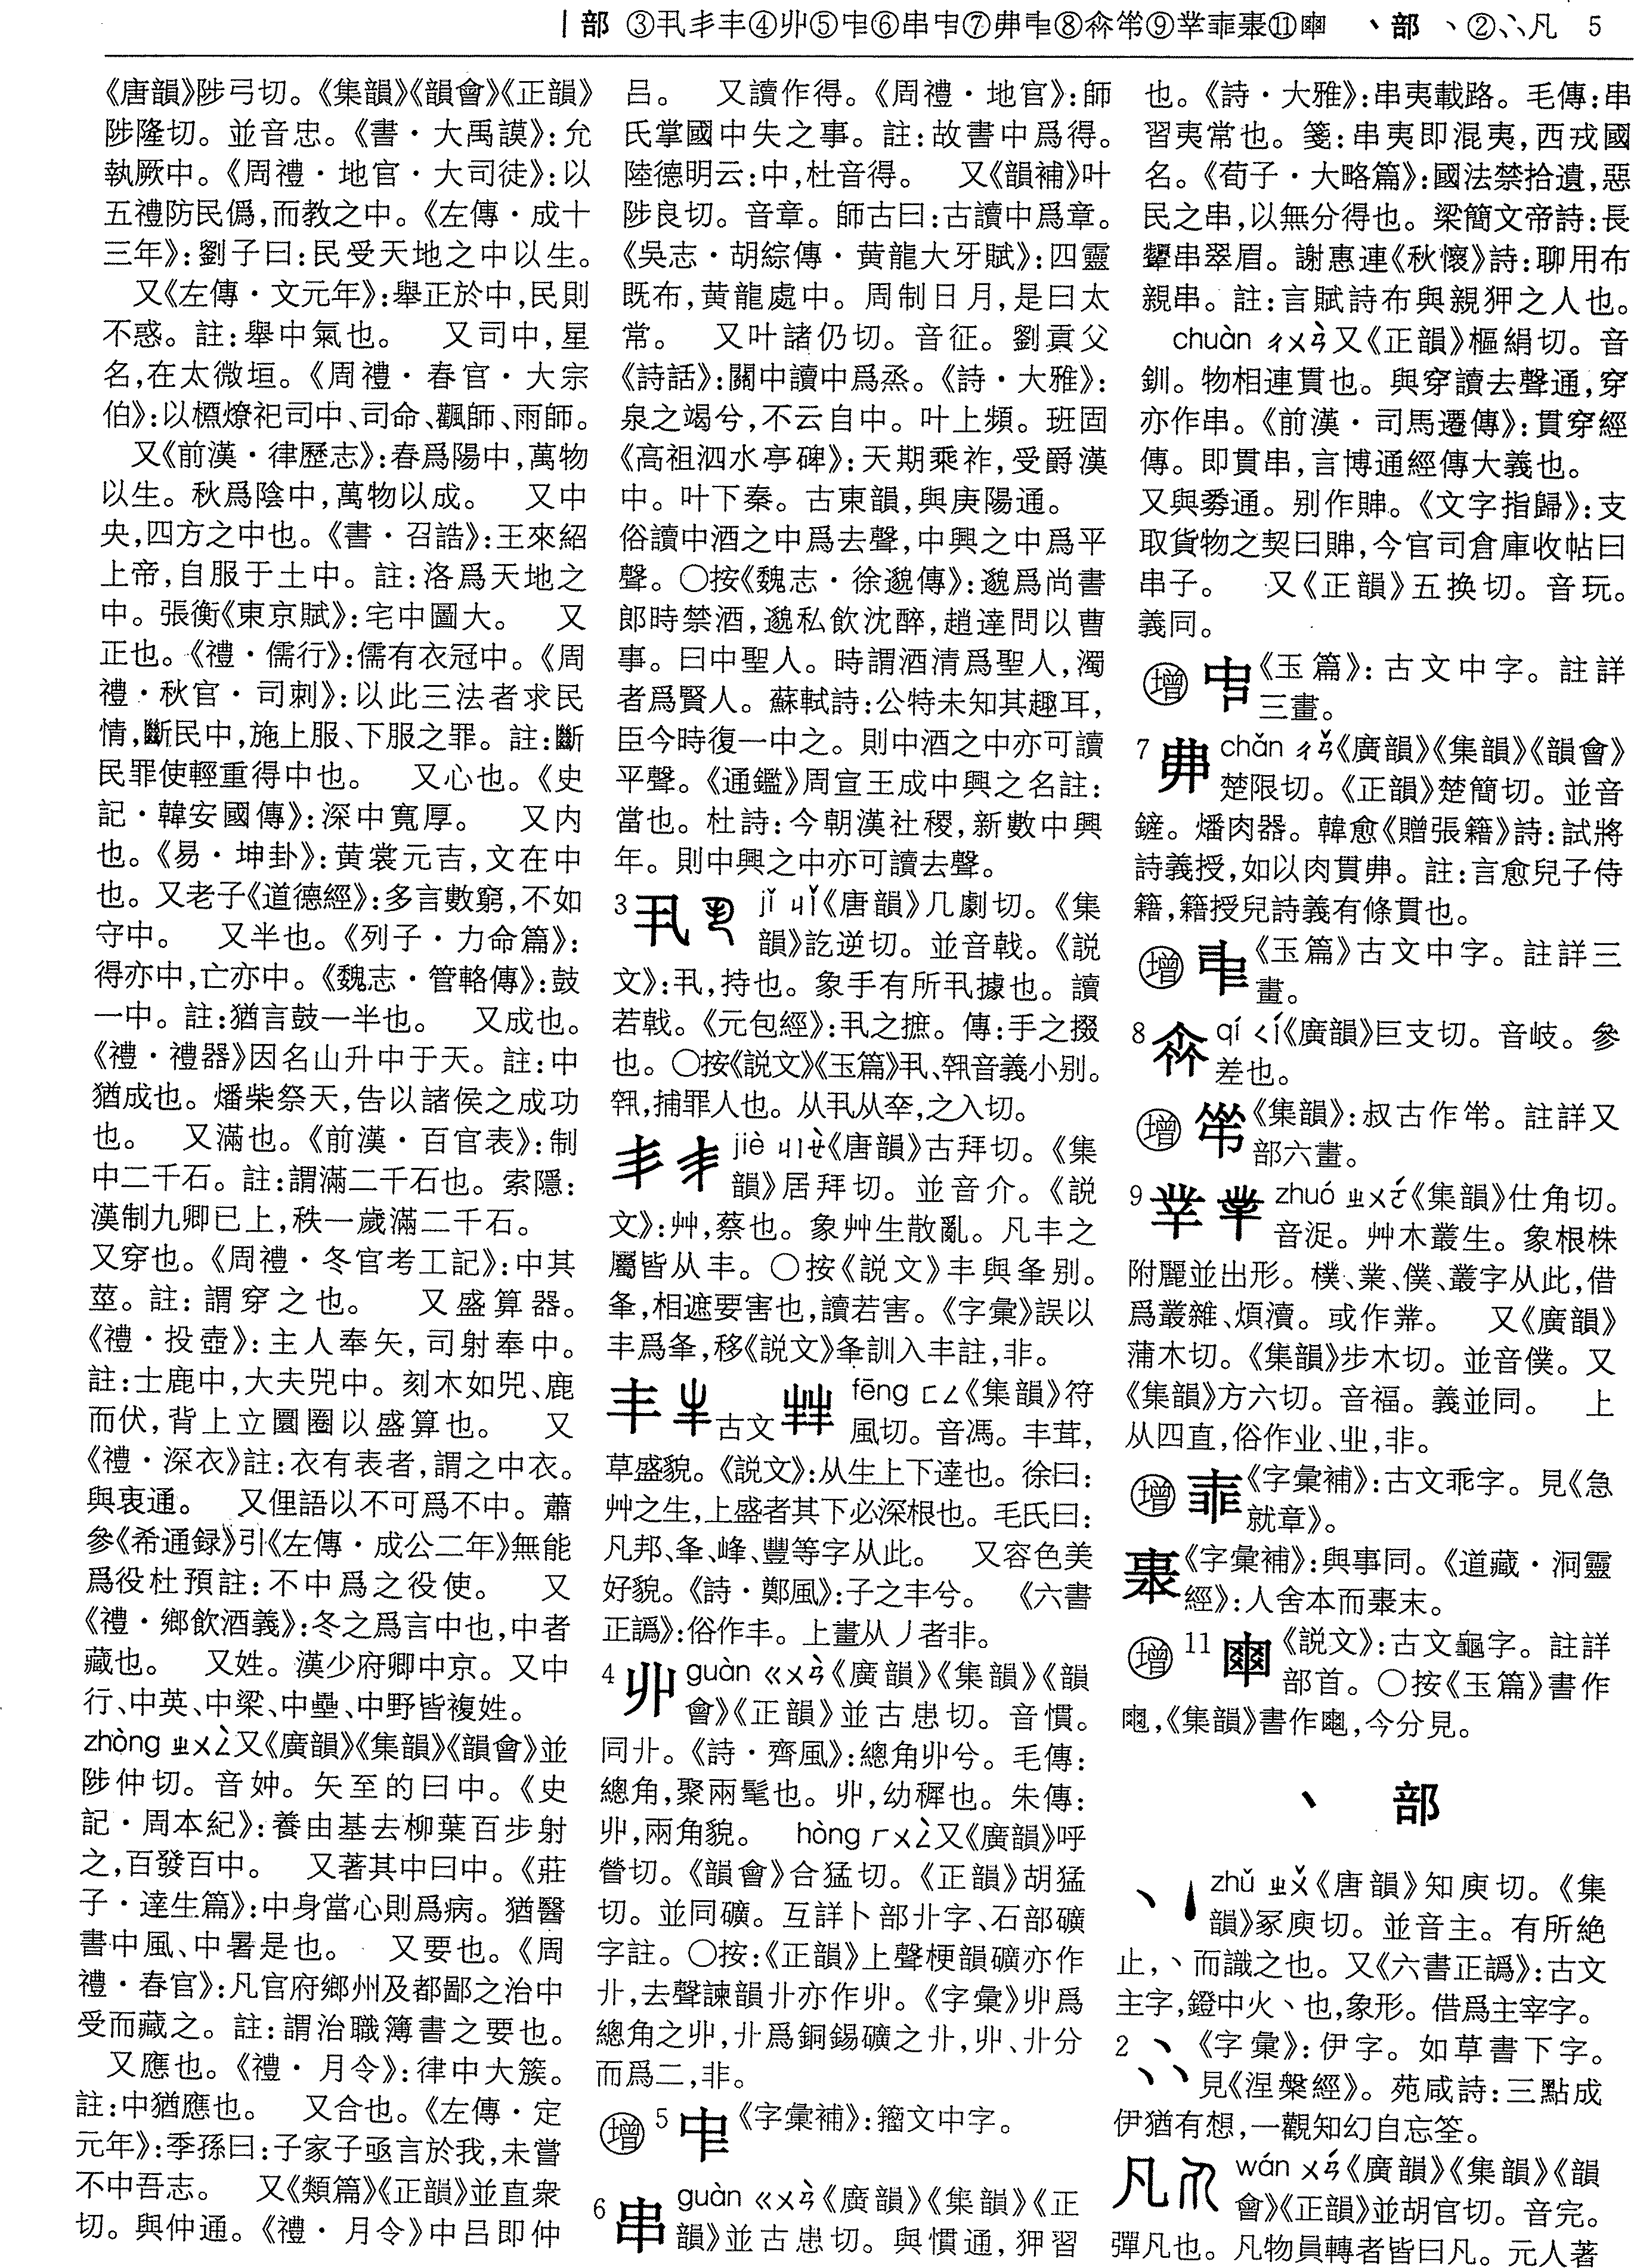 丨部 ③丮丯丰④丱⑤⑥串⑦弗⑧⑨丵⑪ 丶部 丶②凡 5
《唐韻》陟弓切。《集韻》《韻會》《正韻》
陟隆切。並音忠。《書·大禹謨》:允
執厥中。《周禮·地官·大司徒》:以
五禮防民僞,而教之中。《左傳·成十
三年》:劉子曰:民受天地之中以生。
又《左傳·文元年》:舉正於中,民則
不惑。註:舉中氣也。 又司中,星
名,在太微垣。《周禮·春官·大宗
伯》:以槱燎祀司中、司命、飌師、雨師。
又《前漢·律歷志》:春爲陽中,萬物
以生。秋爲陰中,萬物以成。 又中
央,四方之中也。《書·召誥》:王來紹
上帝,自服于土中。註:洛爲天地之
中。張衡《東京賦》:宅中圖大。 又
正也。《禮·儒行》:儒有衣冠中。《周
禮·秋官·司刺》:以此三法者求民
情,斷民中,施上服、下服之罪。註:斷
民罪使輕重得中也。 又心也。《史
記·韓安國傳》:深中寬厚。 又内
也。《易·坤卦》:黄裳元吉,文在中
也。又老子《道德經》:多言數窮,不如
守中。 又半也。《列子·力命篇》:
得亦中,亡亦中。《魏志·管輅傳》:鼓
一中。註:猶言鼓一半也。 又成也。
《禮·禮器》因名山升中于天。註:中
猶成也。燔柴祭天,告以諸侯之成功
也。 又滿也。《前漢·百官表》:制
中二千石。註:謂滿二千石也。索隱:
漢制九卿已上,秩一歲滿二千石。
又穿也。《周禮·冬官考工記》:中其
莖。註:謂穿之也。 又盛算器。
《禮·投壺》:主人奉矢,司射奉中。
註:士鹿中,大夫兕中。刻木如兕、鹿
而伏,背上立圜圈以盛算也。 又
《禮·深衣》註:衣有表者,謂之中衣。
與衷通。 又俚語以不可爲不中。蕭
參《希通録》引《左傳·成公二年》無能
爲役杜預註:不中爲之役使。 又
《禮·鄉飲酒義》:冬之爲言中也,中者
藏也。 又姓。漢少府卿中京。又中
行、中英、中梁、中壘、中野皆複姓。
zhòng ㄓㄨㄥˋ又《廣韻》《集韻》《韻會》並
陟仲切。音妕。矢至的曰中。《史
記·周本紀》:養由基去柳葉百步射
之,百發百中。 又著其中曰中。《莊
子·達生篇》:中身當心則爲病。猶醫
書中風、中暑是也。 又要也。《周
禮·春官》:凡官府鄉州及都鄙之治中
受而藏之。註:謂治職簿書之要也。
又應也。《禮·月令》:律中大簇。
註:中猶應也。 又合也。《左傳·定
元年》:季孫曰:子家子亟言於我,未嘗
不中吾志。 又《類篇》《正韻》並直衆
切。與仲通。《禮·月令》中吕即仲
吕。 又讀作得。《周禮·地官》:師
氏掌國中失之事。註:故書中爲得。
陸德明云:中,杜音得。 又《韻補》叶
陟良切。音章。師古曰:古讀中爲章。
《吳志·胡綜傳·黄龍大牙賦》:四靈
既布,黄龍處中。周制日月,是曰太
常。 又叶諸仍切。音征。劉貢父
《詩話》:關中讀中爲烝。《詩·大雅》:
泉之竭兮,不云自中。叶上頻。班固
《高祖泗水亭碑》:天期乘祚,受爵漢
中。叶下秦。古東韻,與庚陽通。
俗讀中酒之中爲去聲,中興之中爲平
聲。○按《魏志·徐邈傳》:邈爲尚書
郎時禁酒,邈私飲沈醉,趙達問以曹
事。曰中聖人。時謂酒清爲聖人,濁
者爲賢人。蘇軾詩:公特未知其趣耳,
臣今時復一中之。則中酒之中亦可讀
平聲。《通鑑》周宣王成中興之名註:
當也。杜詩:今朝漢社稷,新數中興
年。則中興之中亦可讀去聲。
3 丮 jǐ ㄐㄧˇ《唐韻》几劇切。《集
韻》訖逆切。並音戟。《説
文》:丮,持也。象手有所丮據也。讀
若戟。《元包經》:丮之摭。傳:手之掇
也。○按《説文》《玉篇》丮、㚔音義小别。
,捕罪人也。从丮从㚔,之入切。
丯 jiè ㄐㄧㄝˋ《唐韻》古拜切。《集
韻》居拜切。並音介。《説
文》:艸,蔡也。象艸生散亂。凡丯之
屬皆从丯。○按《説文》丯與夆别。
夆,相遮要害也,讀若害。《字彙》誤以
丯爲夆,移《説文》夆訓入丯註,非。
丰 古文 fēng ㄈㄥ《集韻》符
風切。音馮。丰茸,
草盛貌。《説文》:从生上下達也。徐曰:
艸之生,上盛者其下必深根也。毛氏曰:
凡邦、夆、峰、豐等字从此。 又容色美
好貌。《詩·鄭風》:子之丰兮。 《六書
正譌》:俗作丰。上畫从丿者非。
4 丱 guàn ㄍㄨㄢˋ《廣韻》《集韻》《韻
會》《正韻》並古患切。音慣。
同卝。《詩·齊風》:總角丱兮。毛傳:
總角,聚兩髦也。丱,幼穉也。朱傳:
丱,兩角貌。 hòng ㄏㄨㄥˋ又《廣韻》呼
瞢切。《韻會》合猛切。《正韻》胡猛
切。並同礦。互詳卜部卝字、石部礦
字註。○按:《正韻》上聲梗韻礦亦作
卝,去聲諫韻卝亦作丱。《字彙》丱爲
總角之丱,卝爲銅錫礦之卝,丱、卝分
而爲二,非。
增 5 《字彙補》:籀文中字。
6 串 guàn ㄍㄨㄢˋ《廣韻》《集韻》《正
韻》並古患切。與慣通,狎習
也。《詩·大雅》:串夷載路。毛傳:串
習夷常也。箋:串夷即混夷,西戎國
名。《荀子·大略篇》:國法禁拾遺,惡
民之串,以無分得也。梁簡文帝詩:長
顰串翠眉。謝惠連《秋懷》詩:聊用布
親串。註:言賦詩布與親狎之人也。
chuàn ㄔㄨㄢˋ又《正韻》樞絹切。音
釧。物相連貫也。與穿讀去聲通,穿
亦作串。《前漢·司馬遷傳》:貫穿經
傳。即貫串,言博通經傳大義也。
又與劵通。别作賗。《文字指歸》:支
取貨物之契曰賗,今官司倉庫收帖曰
串子。 又《正韻》五换切。音玩。
義同。
增 《玉篇》:古文中字。註詳
三畫。
7 丳 chǎn ㄔㄢˇ《廣韻》《集韻》《韻會》
楚限切。《正韻》楚簡切。並音
鏟。燔肉器。韓愈《贈張籍》詩:試將
詩義授,如以肉貫丳。註:言愈兒子侍
籍,籍授兒詩義有條貫也。
增 《玉篇》古文中字。註詳三
畫。
8 qí ㄑㄧˊ《廣韻》巨支切。音岐。參
差也。
增 《集韻》:叔古作。註詳又
部六畫。
9 丵 zhuó ㄓㄨㄛˊ《集韻》仕角切。
音浞。艸木叢生。象根株
附麗並出形。樸、業、僕、叢字从此,借
爲叢雜、煩瀆。或作。 又《廣韻》
蒲木切。《集韻》步木切。並音僕。又
《集韻》方六切。音福。義並同。 上
从四直,俗作业、,非。
增 《字彙補》:古文乖字。見《急
就章》。
《字彙補》:與事同。《道藏·洞靈
經》:人舍本而末。
增 11 《説文》:古文龜字。註詳
部首。○按《玉篇》書作
,《集韻》書作,今分見。
丶 部
丶 zhǔ ㄓㄨˇ《唐韻》知庾切。《集
韻》冢庾切。並音主。有所絶
止,丶而識之也。又《六書正譌》:古文
主字,鐙中火丶也,象形。借爲主宰字。
2 《字彙》:伊字。如草書下字。
見《涅槃經》。苑咸詩:三點成
伊猶有想,一觀知幻自忘筌。
凡 wán ㄨㄢˊ《廣韻》《集韻》《韻
會》《正韻》並胡官切。音完。
彈凡也。凡物員轉者皆曰凡。元人著